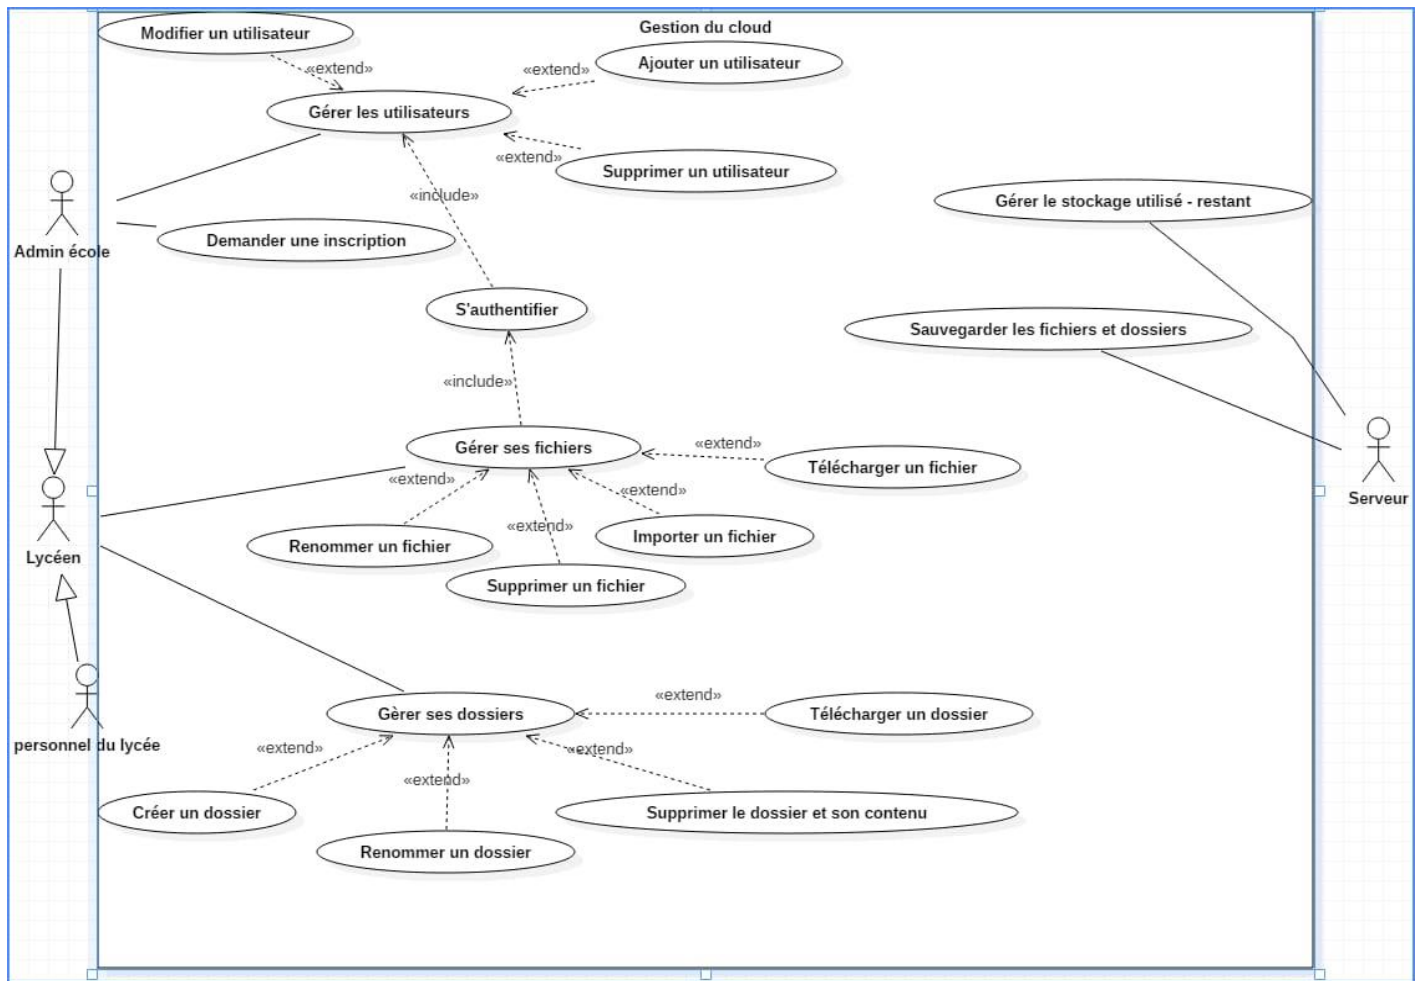 Gestion du cloud
Modifier un utilisateur
«extend»
«extend»
Ajouter un utilisateur
Gérer les utilisateurs
«extend»
Supprimer un utilisateur
«include»
Gérer le stockage utilisé - restant
Demander une inscription
Admin école
S'authentifier
Sauvegarder les fichiers et dossiers
«include»
Gérer ses fichiers
«extend»
Télécharger un fichier
«extend»
«extend»
Serveur
«extend»
Importer un fichier
Renommer un fichier
Lycéen
Supprimer un fichier
«extend»
Gèrer ses dossiers
Télécharger un dossier
personnel du lycée
«extend»
«extend»
«extend»
Créer un dossier
Supprimer le dossier et son contenu
Renommer un dossier